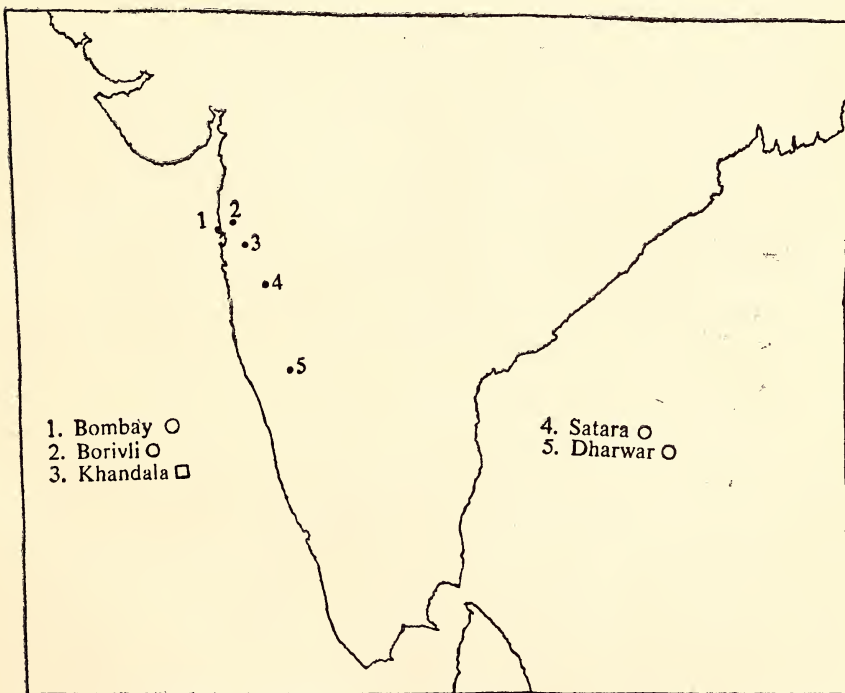 1
2
3
4
5
1. Bombay ○
2. Borivli ○
3. Khandala □
4. Satara ○
5. Dharwar ○